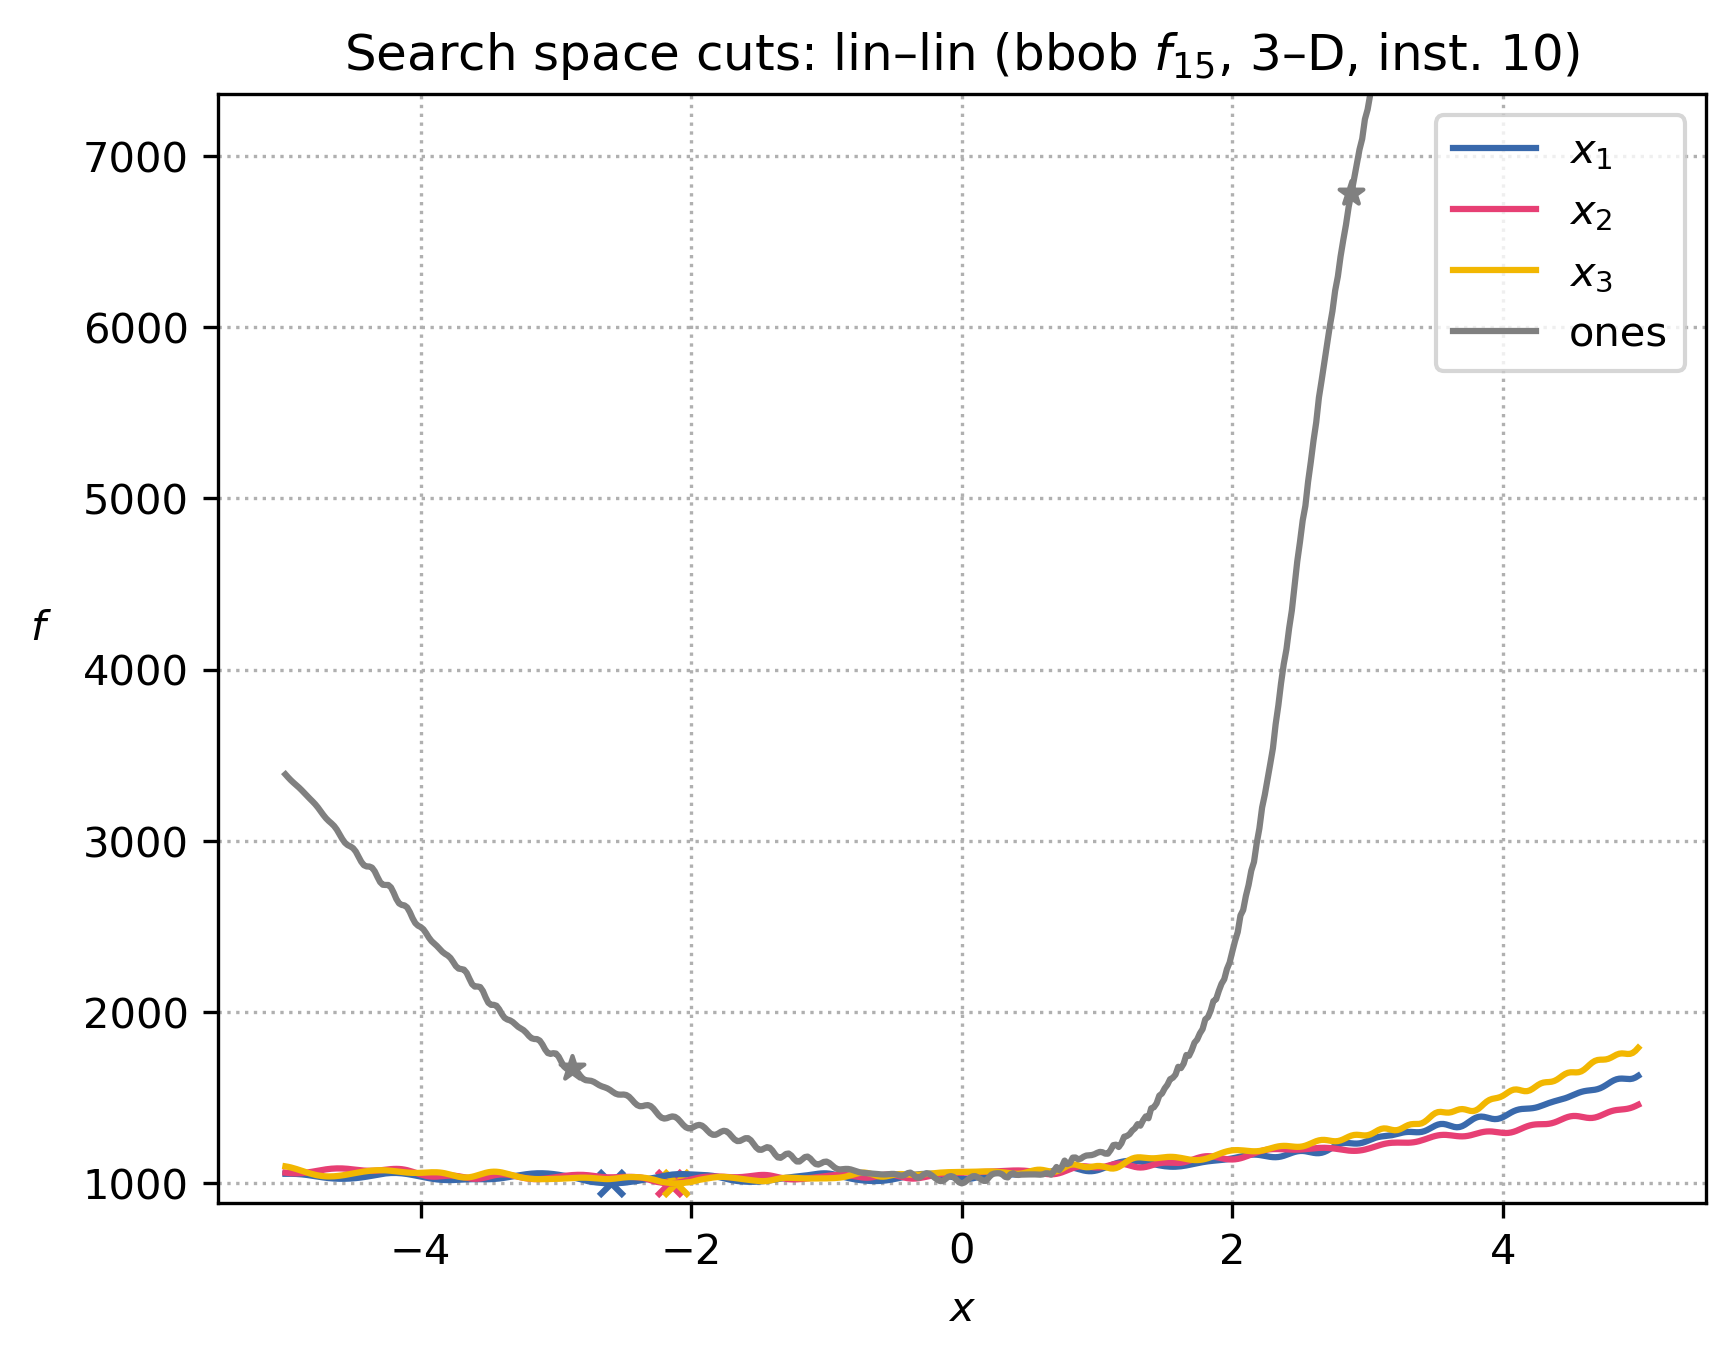 Search space cuts: lin–lin (bbob f₁₅, 3–D, inst. 10)
x₁
x₂
x₃
ones
7000
6000
5000
4000
3000
2000
1000
f
−4
−2
0
2
4
x